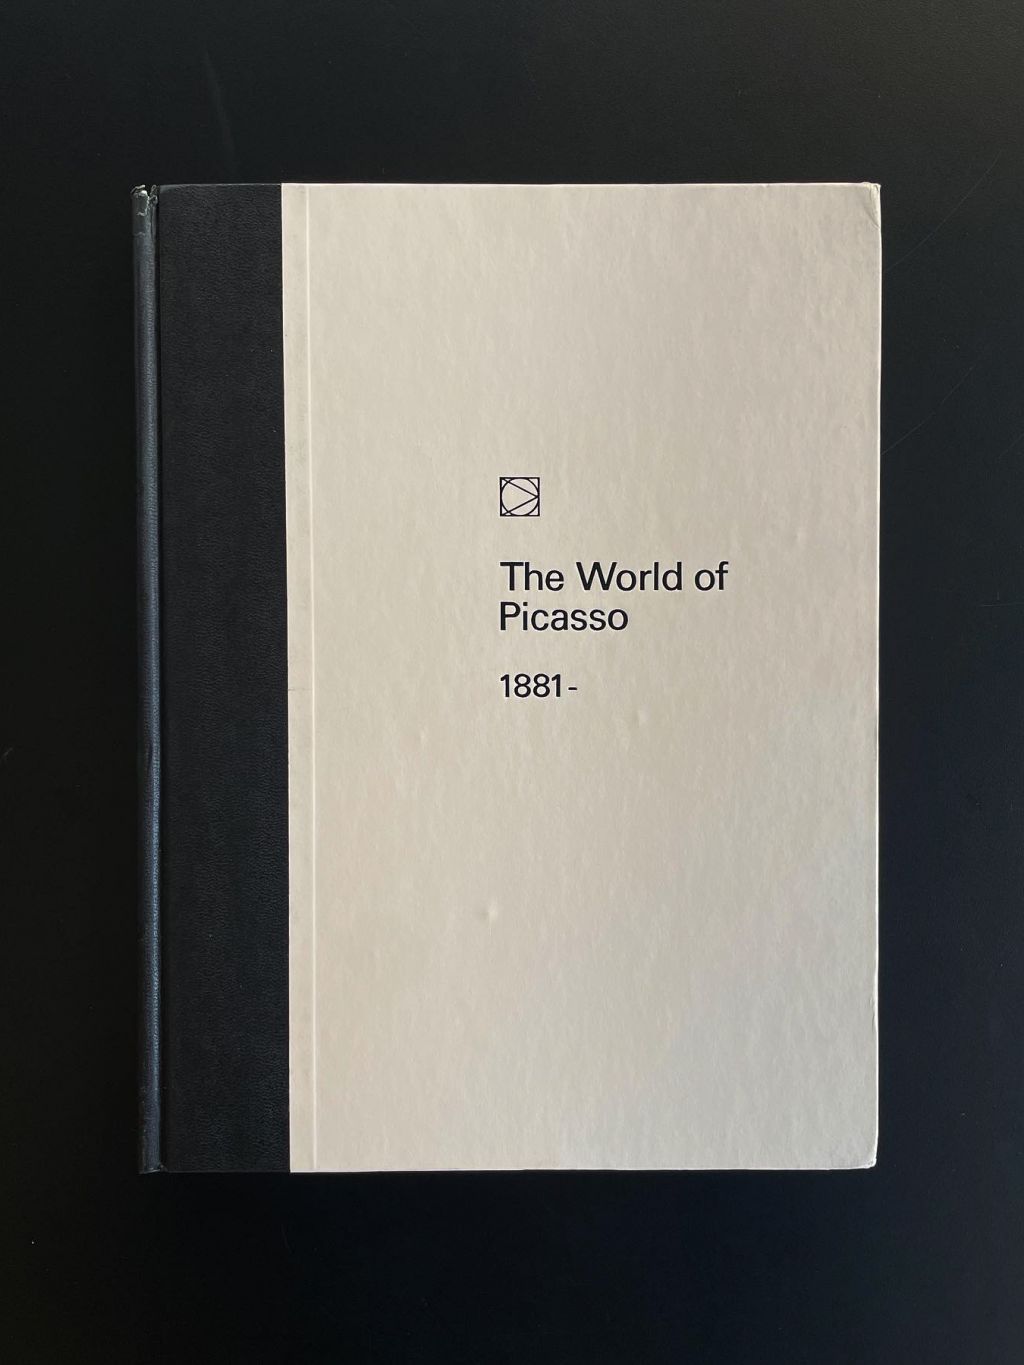 The World of
Picasso
1881-